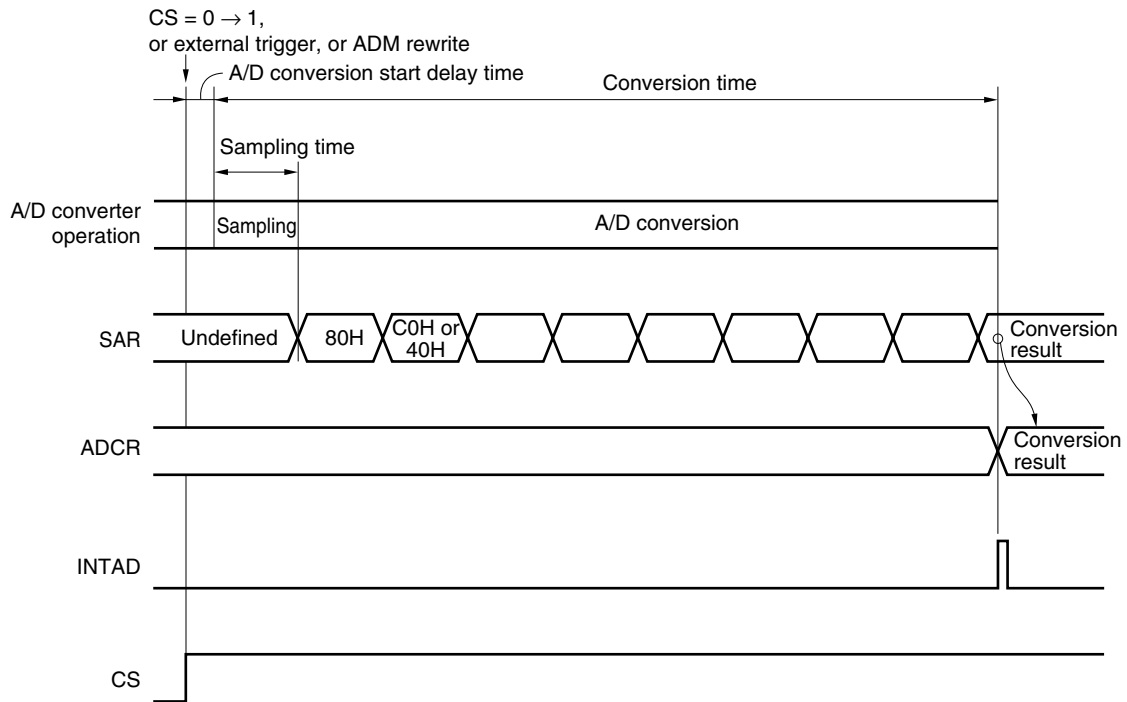 CS = 0 → 1,
or external trigger, or ADM rewrite
A/D conversion start delay time
Conversion time
Sampling time
A/D converter
operation
Sampling
A/D conversion
SAR
Undefined
80H
C0H or
40H
Conversion
result
ADCR
Conversion
result
INTAD
CS